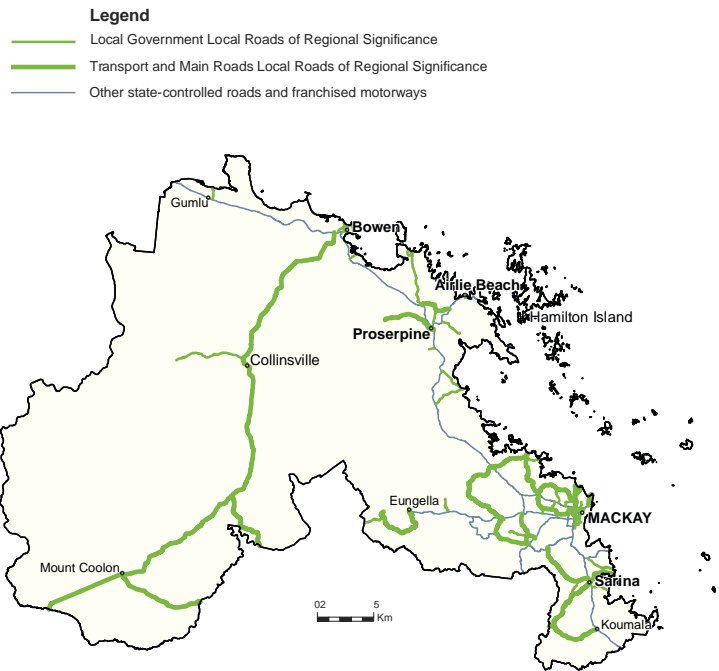 Legend
Local Government Local Roads of Regional Significance
Transport and Main Roads Local Roads of Regional Significance
Other state-controlled roads and franchised motorways
Gumlu
Bowen
Airlie Beach
Hamilton Island
Proserpine
Collinsville
Eungella
MACKAY
Mount Coolon
Sarina
02 5
Km
Koumala